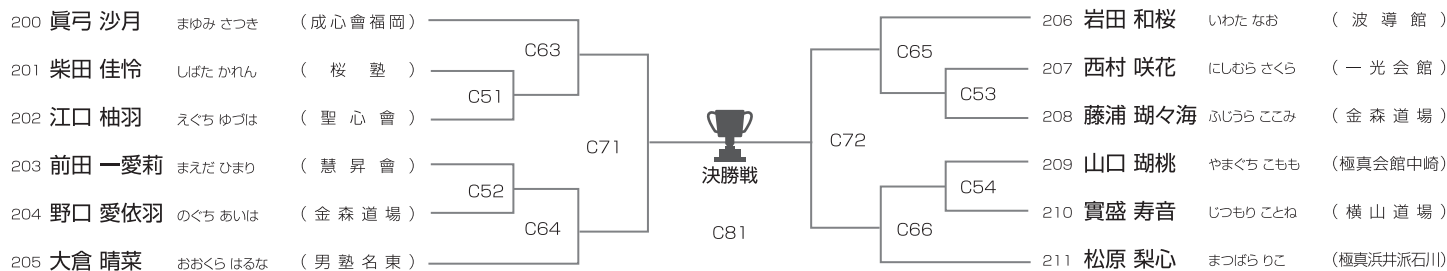 200 眞弓 沙月 まゆみ さつき (成心會福岡)
C63
201 柴田 佳怜 しばた かれん (桜塾)
C51
202 江口 柚羽 えぐち ゆづは (聖心會)
C71
203 前田 一愛莉 まえだ ひまり (慧昇會)
C52
204 野口 愛依羽 のぐち あいは (金森道場)
C64
205 大倉 晴菜 おおくら はるな (男塾名東)
決勝戦
C81
206 岩田 和桜 いわた なお (波導館)
C65
207 西村 咲花 にしむら さくら (一光会館)
C53
208 藤浦 瑚々海 ふじうら ここみ (金森道場)
C72
209 山口 瑚桃 やまぐち こもも (極真会館中崎)
C54
210 實盛 寿音 じつもり ことね (横山道場)
C66
211 松原 梨心 まつばら りこ (極真浜井派石川)